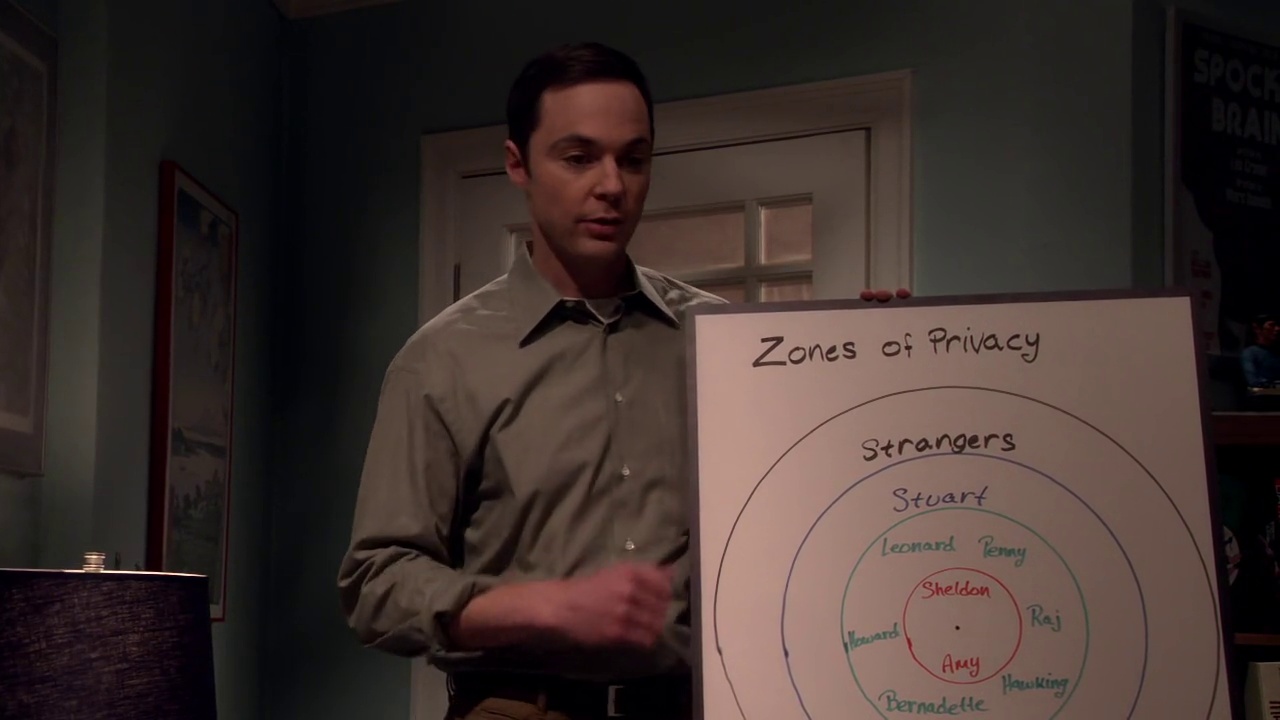 SPOCK
BRAIN
Zones of Privacy
Strangers
Stuart
Leonard Penny
Sheldon
Raj
Howard
Amy
Hawking
Bernadette